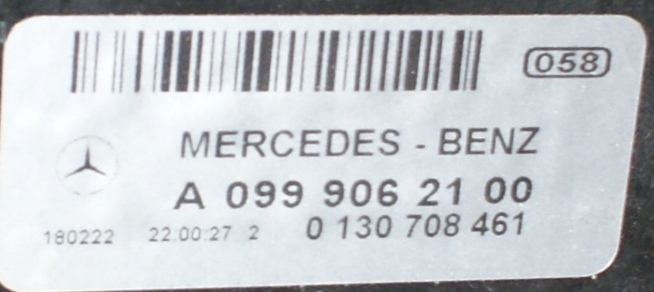 058
MERCEDES - BENZ
A 099 906 21 00
180222 22:00:27 2 0 130 708 461